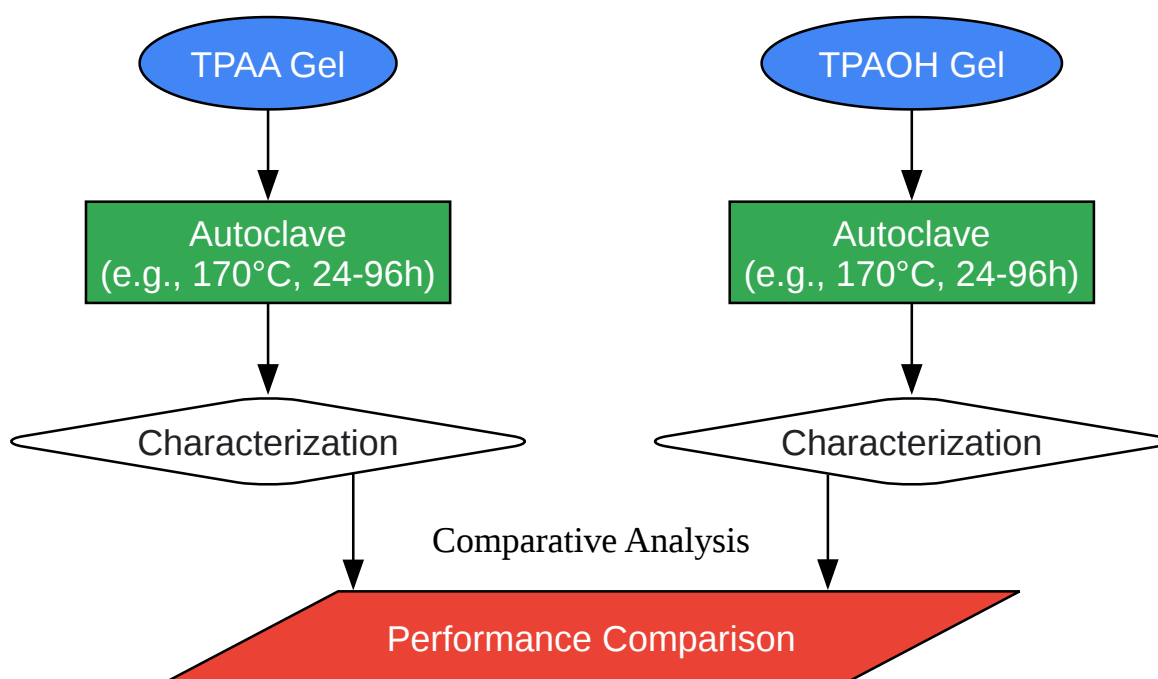 TPAA Gel
TPAOH Gel
Autoclave
(e.g., 170°C, 24-96h)
Autoclave
(e.g., 170°C, 24-96h)
Characterization
Characterization
Comparative Analysis
Performance Comparison